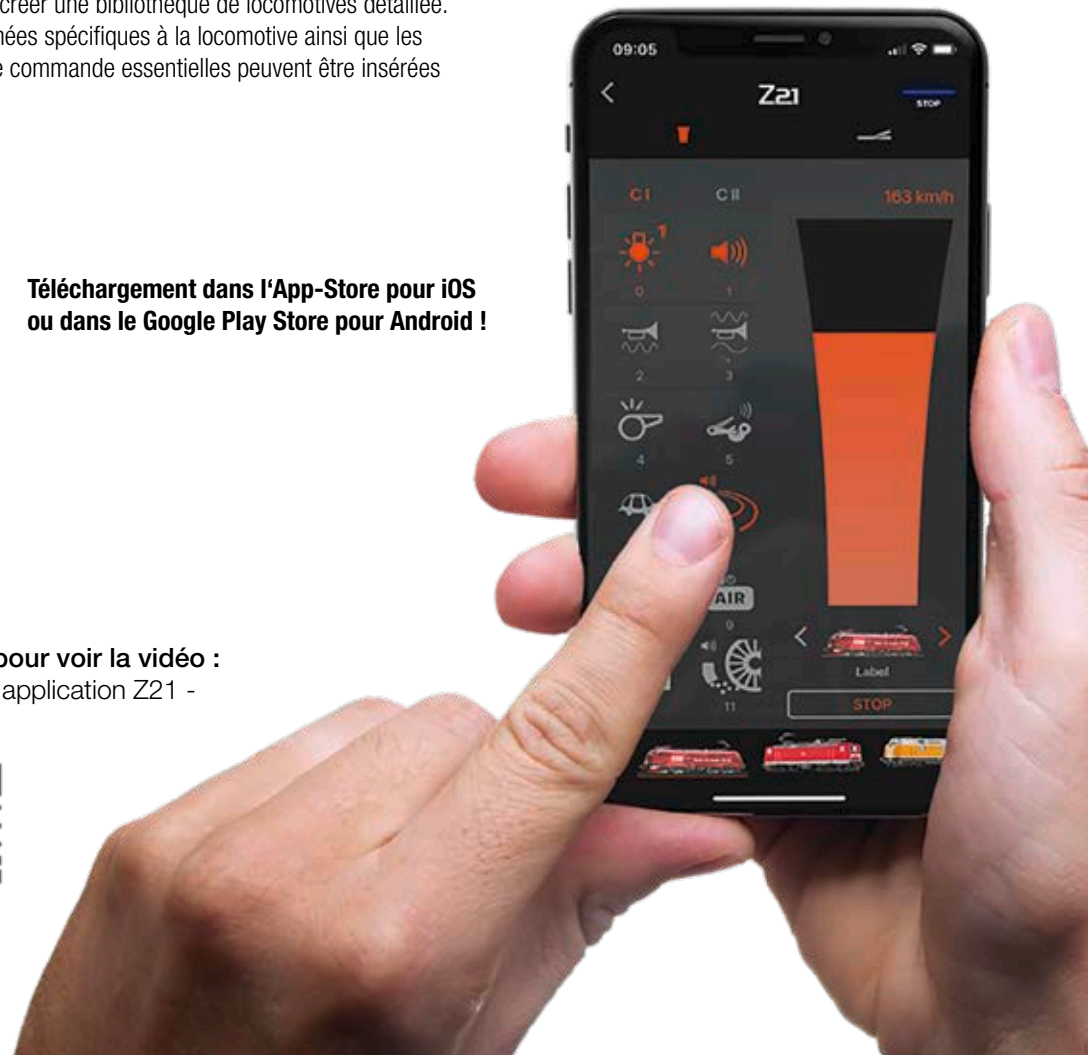 créer une bibliothèque de locomotives détaillée.
nées spécifiques à la locomotive ainsi que les
e commande essentielles peuvent être insérées
Téléchargement dans l‘App-Store pour iOS
ou dans le Google Play Store pour Android !
pour voir la vidéo :
application Z21 -
09:05
Z21
STOP
C I
C II
163 km/h
1
0
1
2
3
4
5
AIR
9
11
Label
STOP